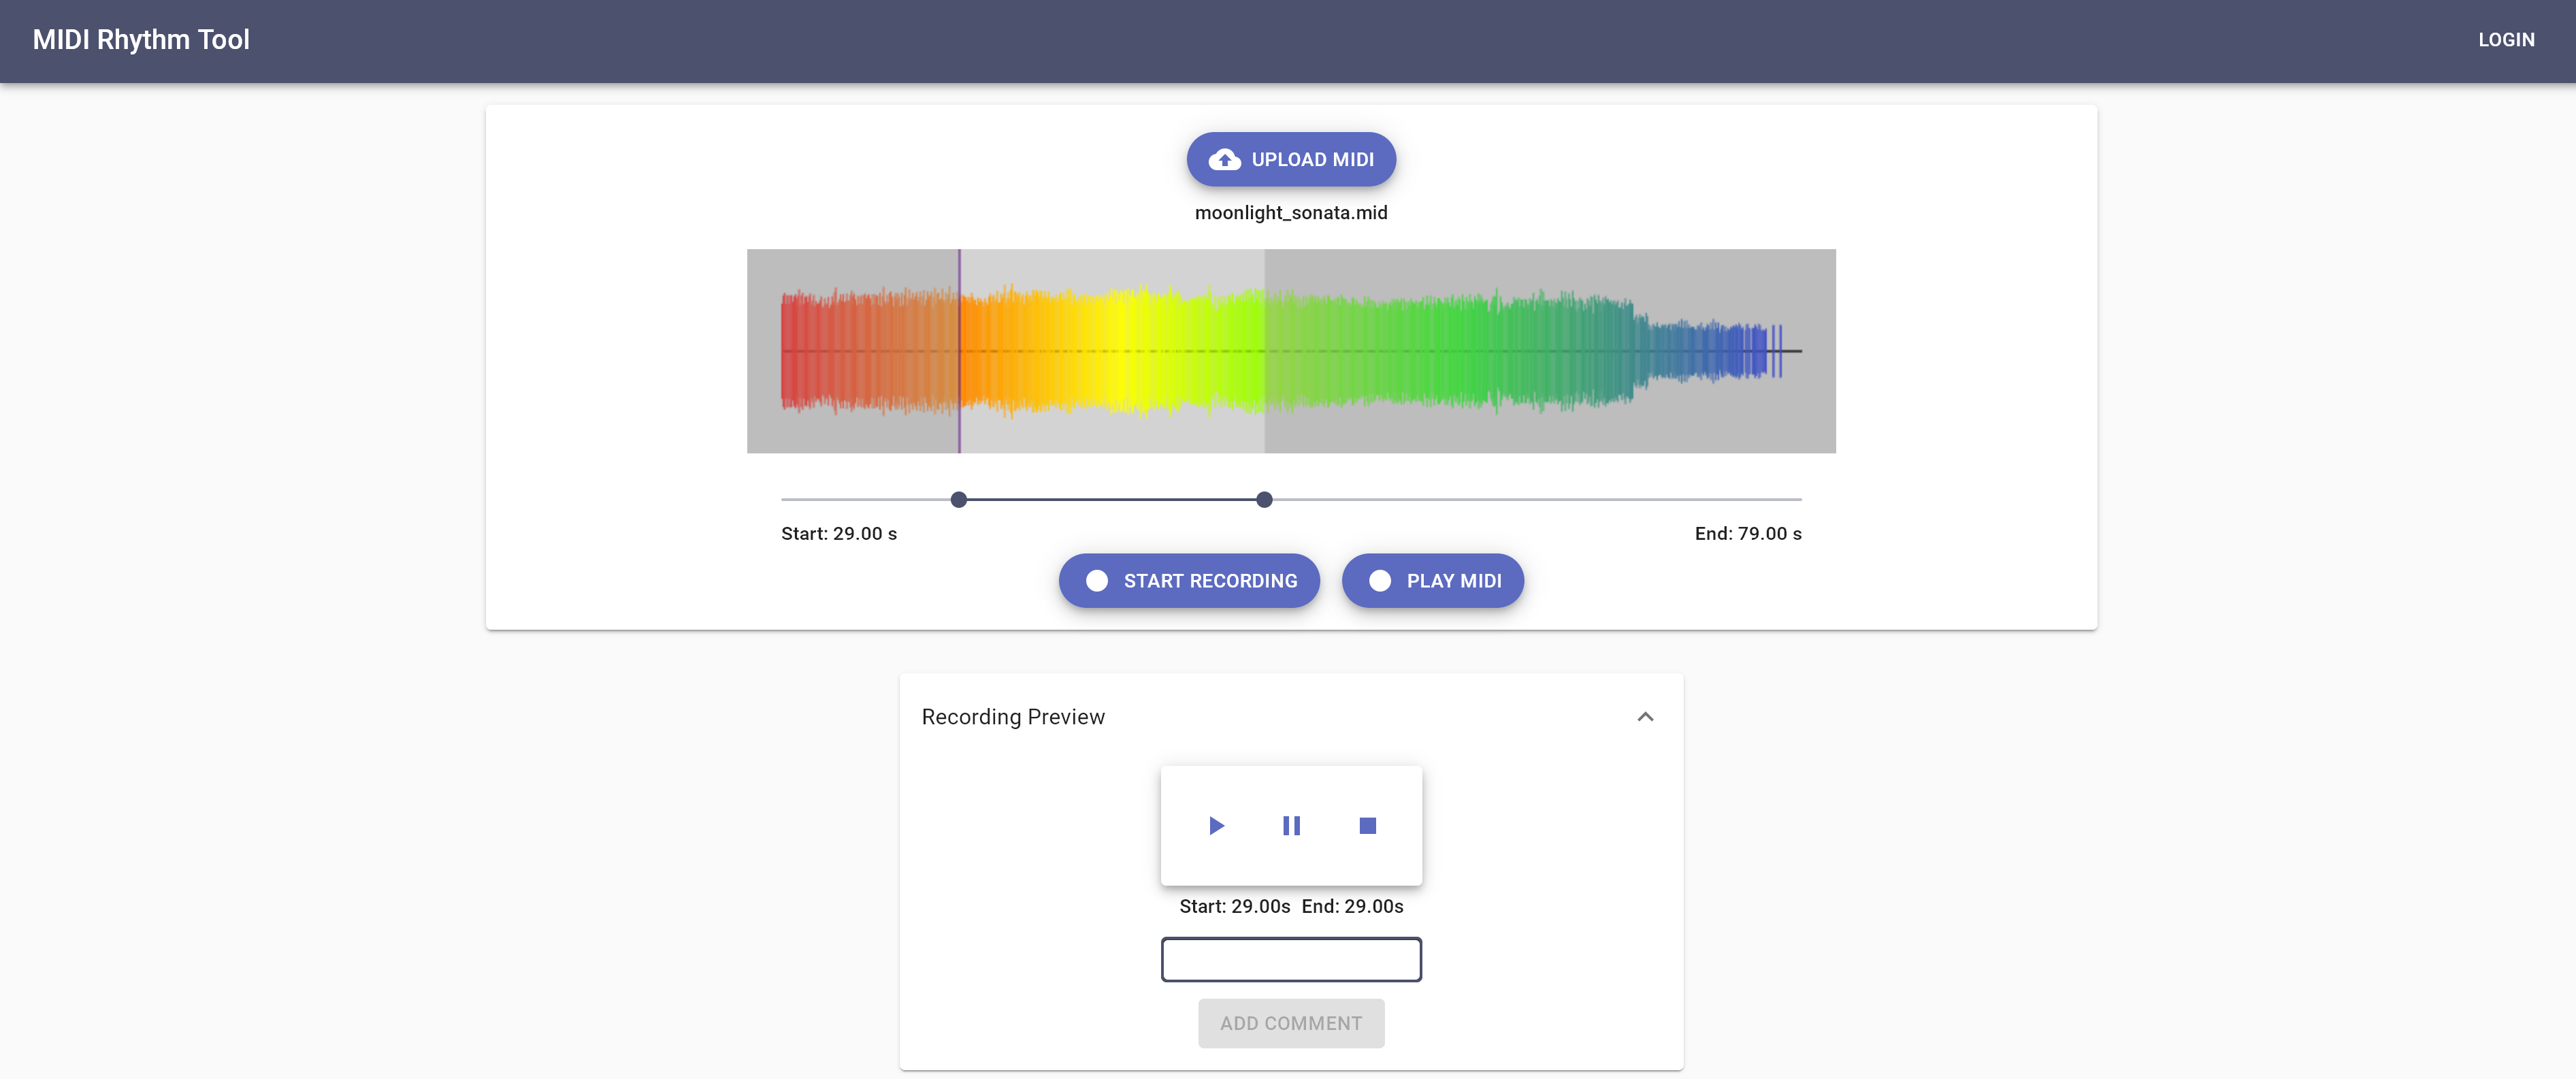 MIDI Rhythm Tool
LOGIN
UPLOAD MIDI
moonlight_sonata.mid
Start: 29.00 s
End: 79.00 s
START RECORDING
PLAY MIDI
Recording Preview
Start: 29.00s End: 29.00s
ADD COMMENT